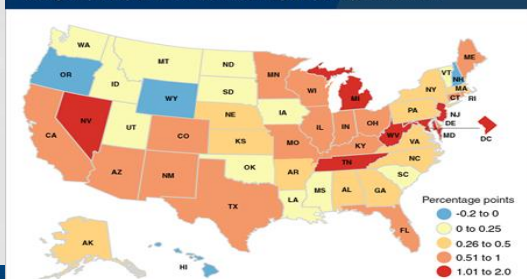 WA
MT
ND
MN
ME
OR
ID
SD
WI
MI
VT
NH
NY
MA
CT
RI
WY
NE
IA
PA
NJ
NV
UT
CO
KS
MO
IL
IN
OH
WV
VA
DE
MD
DC
CA
KY
NC
AZ
NM
OK
AR
TN
SC
TX
LA
MS
AL
GA
FL
AK
HI
Percentage points
-0.2 to 0
0 to 0.25
0.26 to 0.5
0.51 to 1
1.01 to 2.0